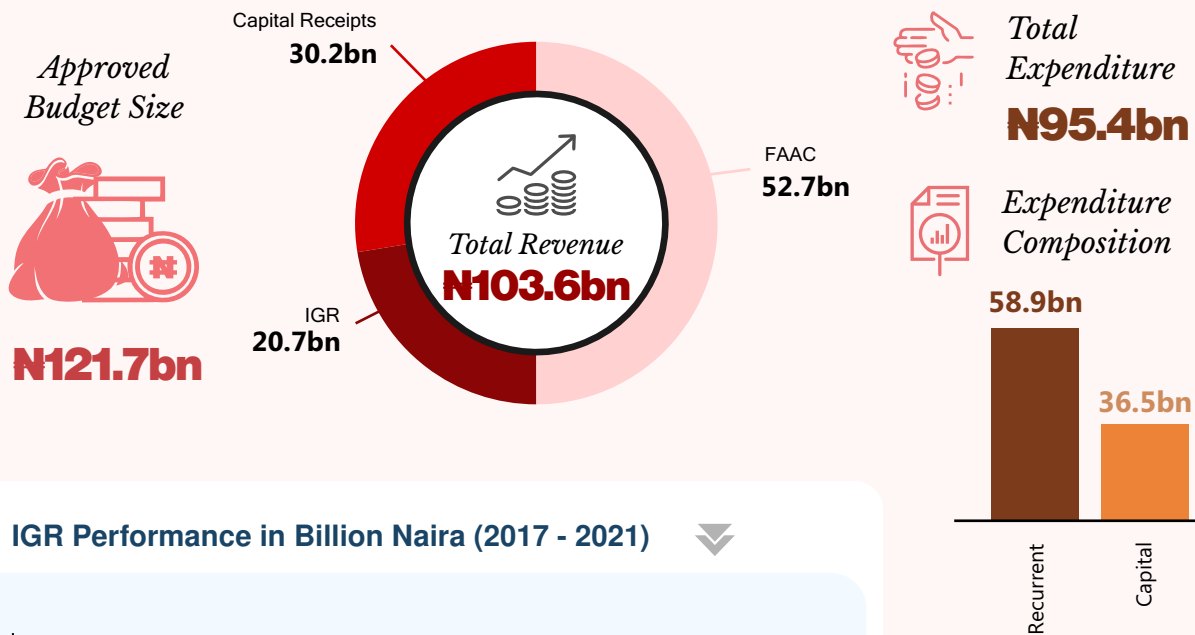 Approved
Budget Size
₦121.7bn
Capital Receipts
30.2bn
FAAC
52.7bn
IGR
20.7bn
Total Revenue
₦103.6bn
Total
Expenditure
₦95.4bn
Expenditure
Composition
58.9bn
36.5bn
Recurrent
Capital
IGR Performance in Billion Naira (2017 - 2021)